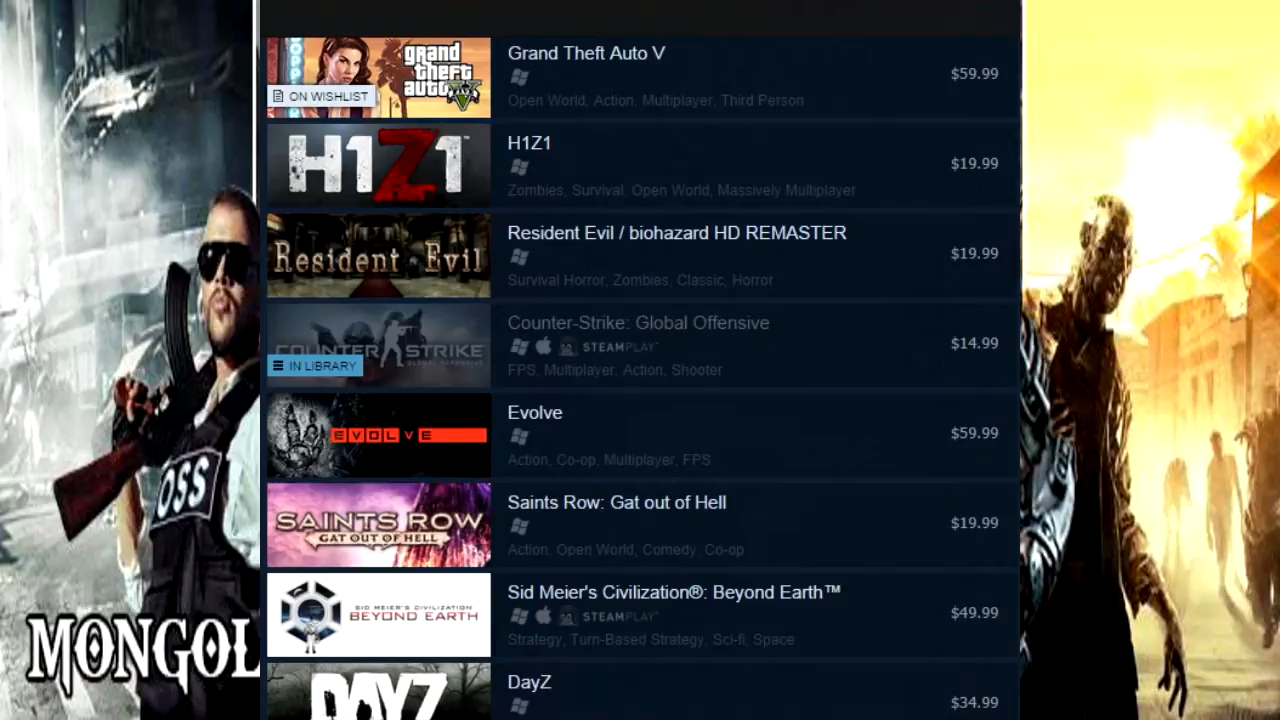 grand
theft
auto
V
ON WISHLIST
Grand Theft Auto V
$59.99
Open World, Action, Multiplayer, Third Person
H1Z1™
H1Z1
$19.99
Zombies, Survival, Open World, Massively Multiplayer
Resident Evil
Resident Evil / biohazard HD REMASTER
$19.99
Survival Horror, Zombies, Classic, Horror
COUNTER STRIKE
GLOBAL OFFENSIVE
IN LIBRARY
Counter-Strike: Global Offensive
STEAMPLAY™
$14.99
FPS, Multiplayer, Action, Shooter
EVOLVE
Evolve
$59.99
Action, Co-op, Multiplayer, FPS
SAINTS ROW
GAT OUT OF HELL
Saints Row: Gat out of Hell
$19.99
Action, Open World, Comedy, Co-op
SID MEIER'S CIVILIZATION
BEYOND EARTH
Sid Meier's Civilization®: Beyond Earth™
STEAMPLAY™
$49.99
Strategy, Turn-Based Strategy, Sci-fi, Space
DAYZ
DayZ
$34.99
OSS
MONGOL